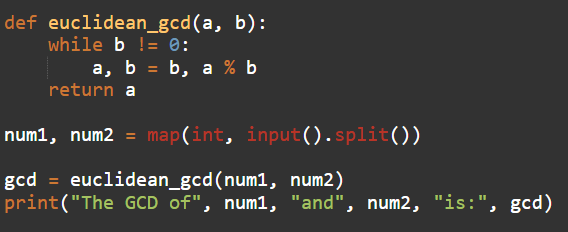 def euclidean_gcd(a, b):
    while b != 0:
        a, b = b, a % b
    return a

num1, num2 = map(int, input().split())

gcd = euclidean_gcd(num1, num2)
print("The GCD of", num1, "and", num2, "is:", gcd)